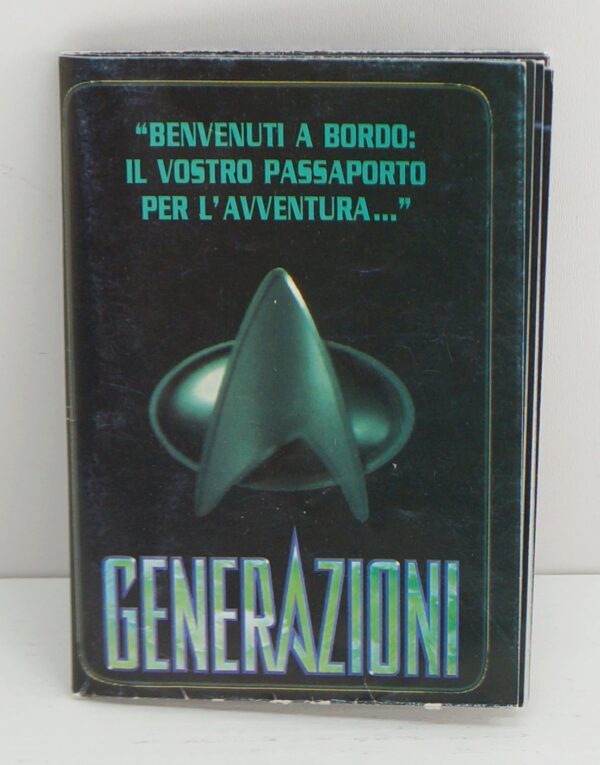 “BENVENUTI A BORDO:
IL VOSTRO PASSAPORTO
PER L'AVVENTURA...”
GENERAZIONI